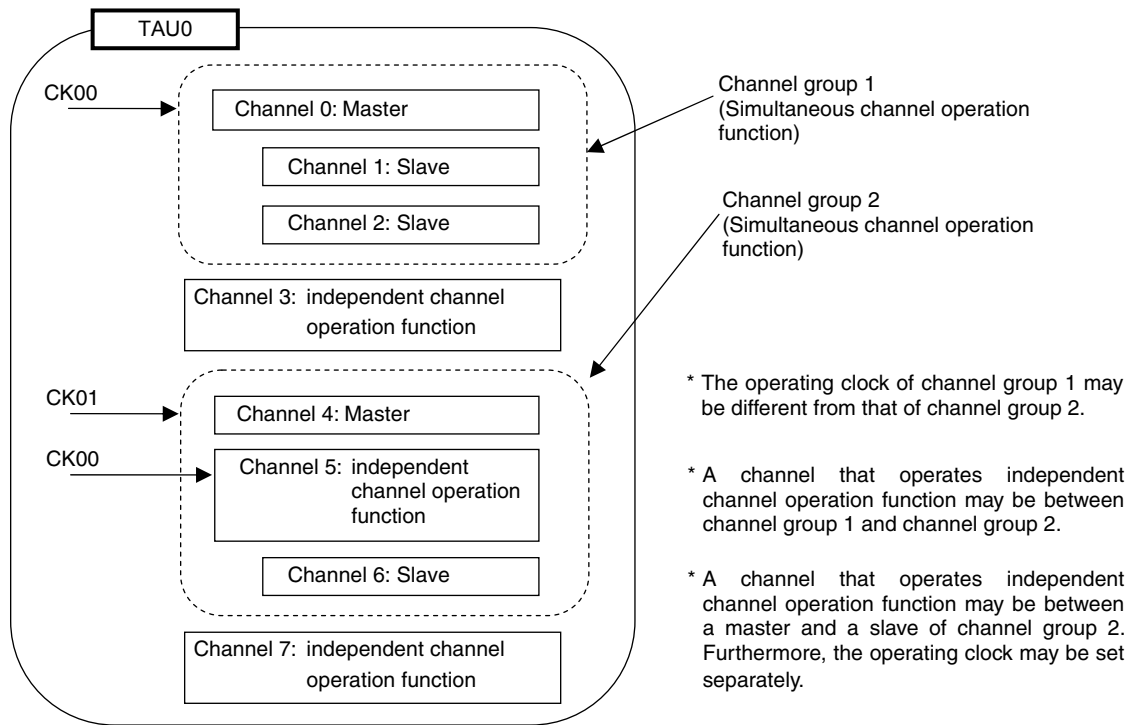 TAU0
CK00
Channel 0: Master
Channel 1: Slave
Channel 2: Slave
Channel group 1
(Simultaneous channel operation
function)
Channel 3: independent channel
operation function
Channel group 2
(Simultaneous channel operation
function)
CK01
Channel 4: Master
CK00
Channel 5: independent
channel operation
function
Channel 6: Slave
Channel 7: independent channel
operation function
* The operating clock of channel group 1 may
be different from that of channel group 2.
* A channel that operates independent
channel operation function may be between
channel group 1 and channel group 2.
* A channel that operates independent
channel operation function may be between
a master and a slave of channel group 2.
Furthermore, the operating clock may be set
separately.